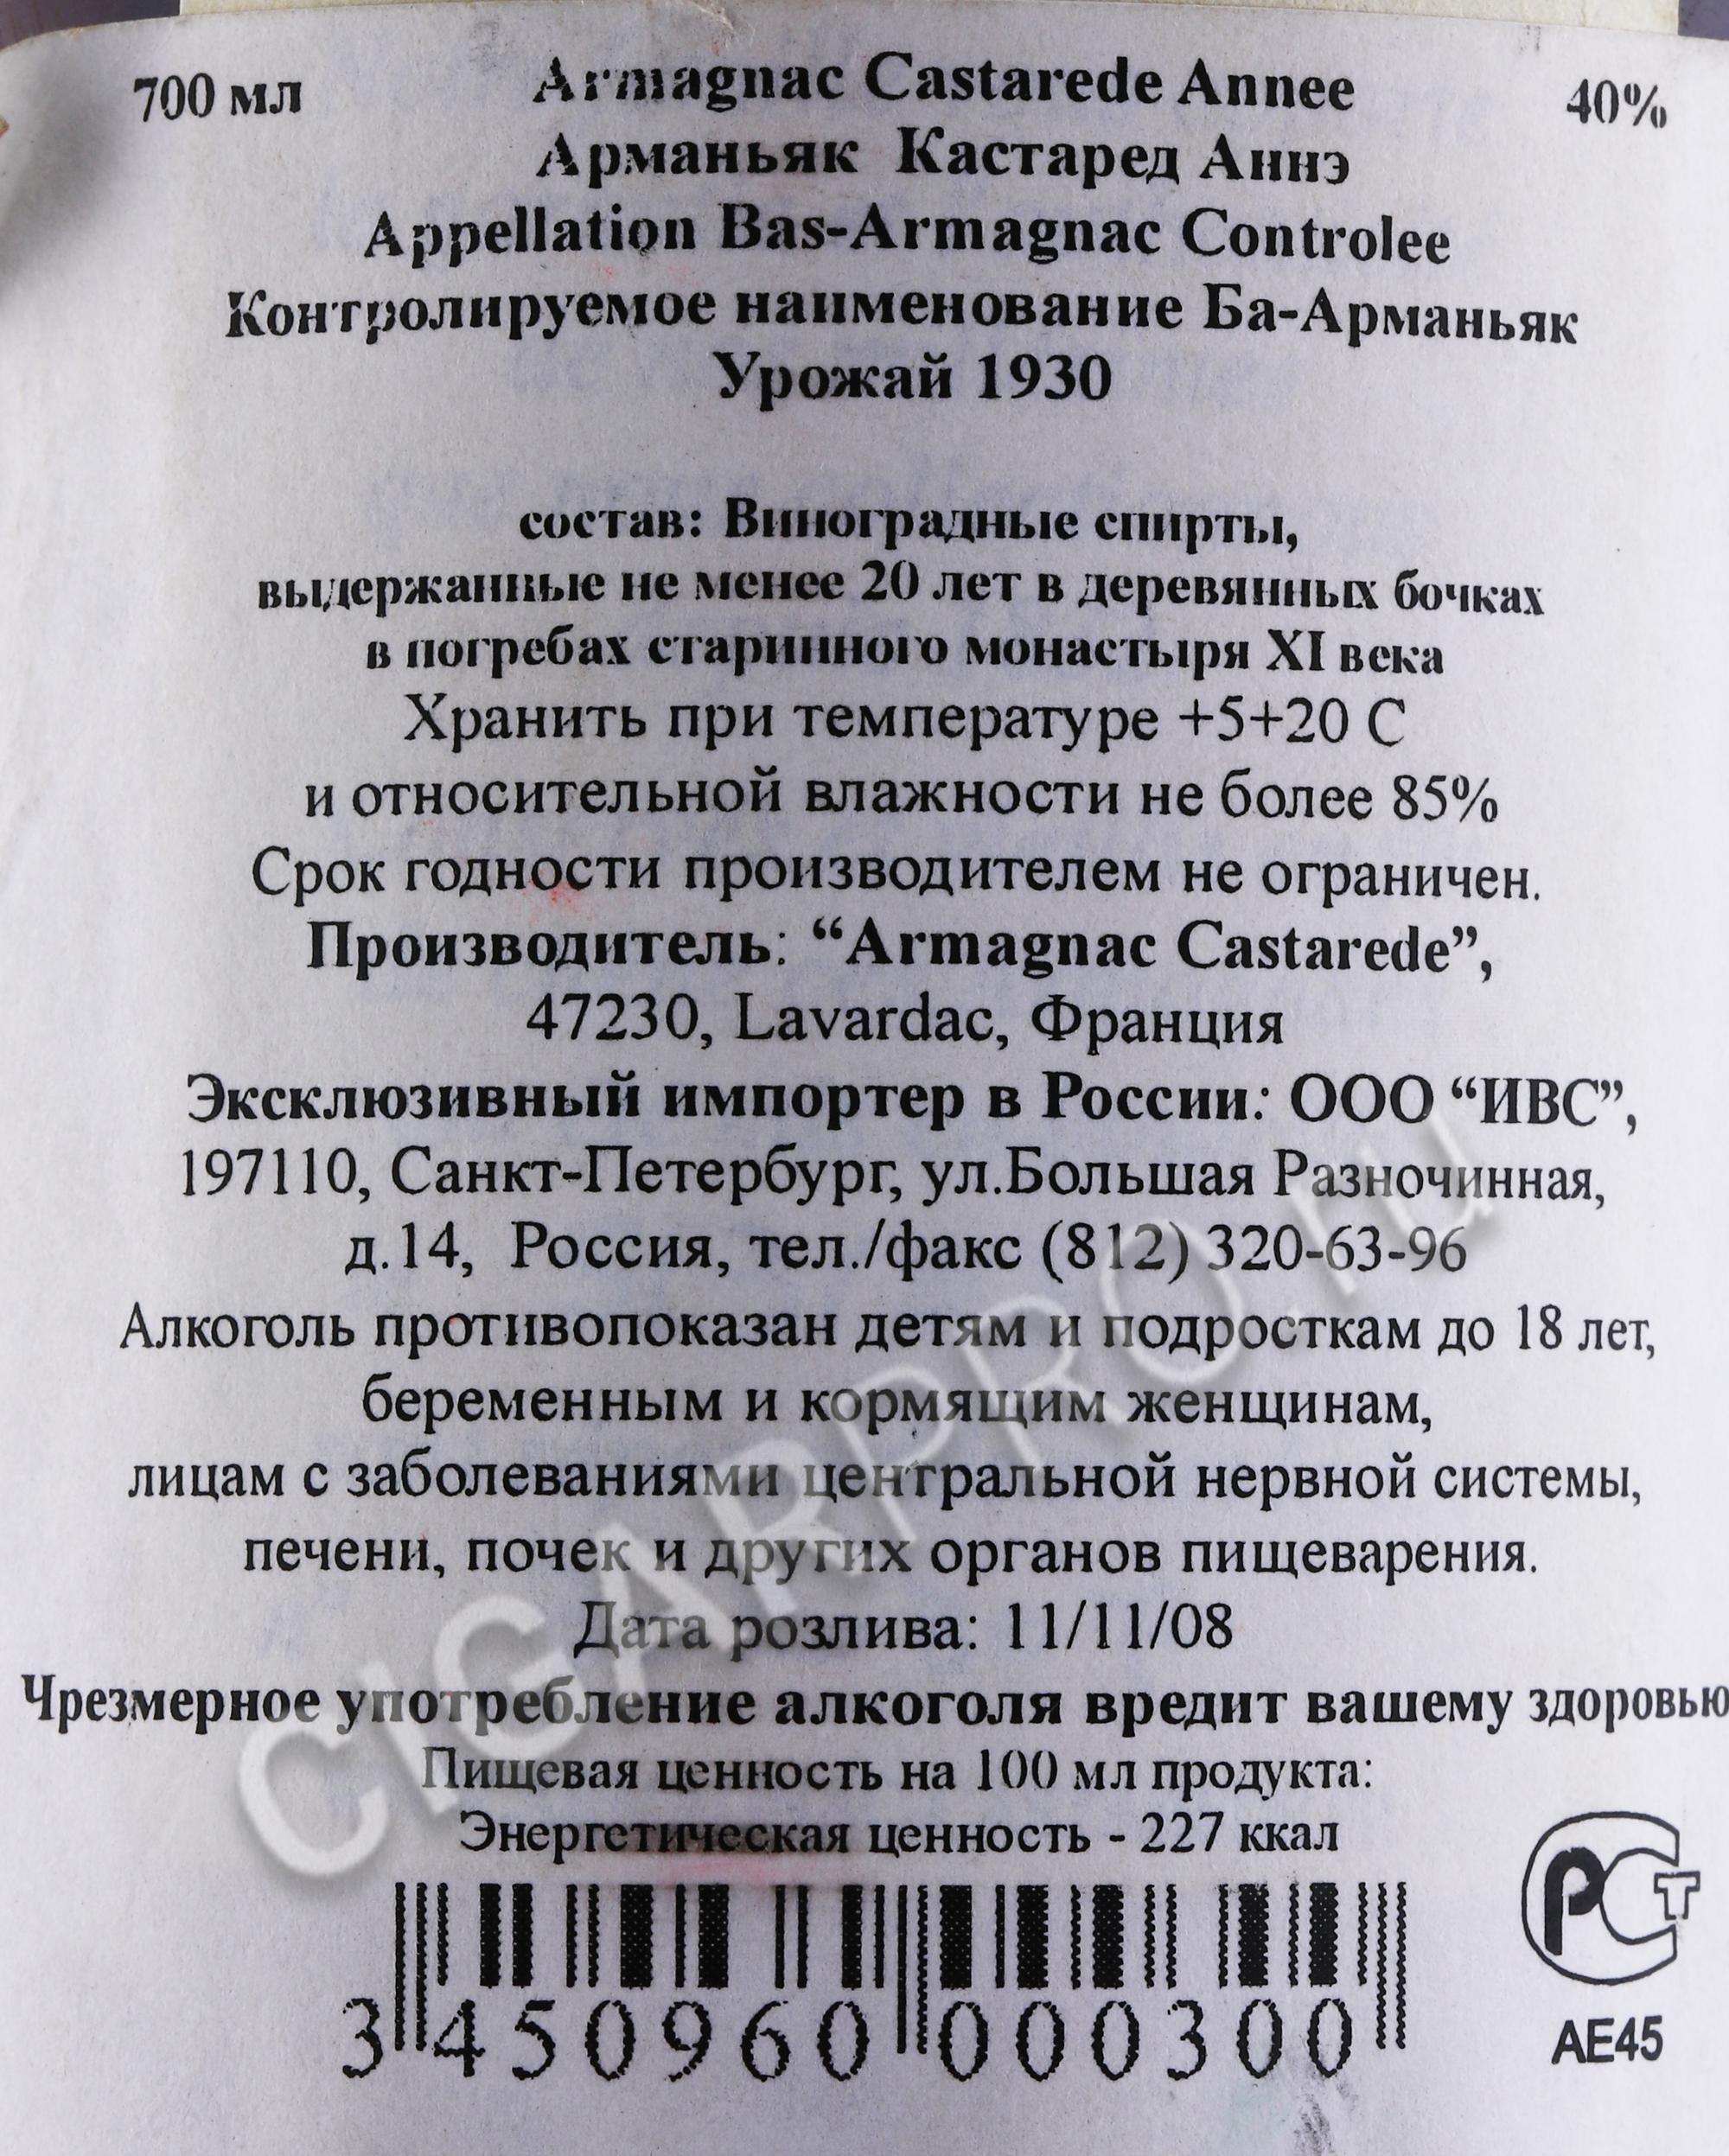 700 мл Armagnac Castarede Annee 40%
Арманьяк Кастаред Аннэ
Appellation Bas-Armagnac Controlee
Контролируемое наименование Ба-Арманьяк
Урожай 1930
состав: Виноградные спирты,
выдержанные не менее 20 лет в деревянных бочках
в погребах старинного монастыря XI века
Хранить при температуре +5+20 С
и относительной влажности не более 85%
Срок годности производителем не ограничен.
Производитель: “Armagnac Castarede”,
47230, Lavardac, Франция
Эксклюзивный импортер в России: ООО “ИВС”,
197110, Санкт-Петербург, ул.Большая Разночинная,
д.14, Россия, тел./факс (812) 320-63-96
Алкоголь противопоказан детям и подросткам до 18 лет,
беременным и кормящим женщинам,
лицам с заболеваниями центральной нервной системы,
печени, почек и других органов пищеварения.
Дата розлива: 11/11/08
Чрезмерное употребление алкоголя вредит вашему здоровью
Пищевая ценность на 100 мл продукта:
Энергетическая ценность - 227 ккал
РСТ
3 450960 000300
АЕ45
CIGARPRO.ru